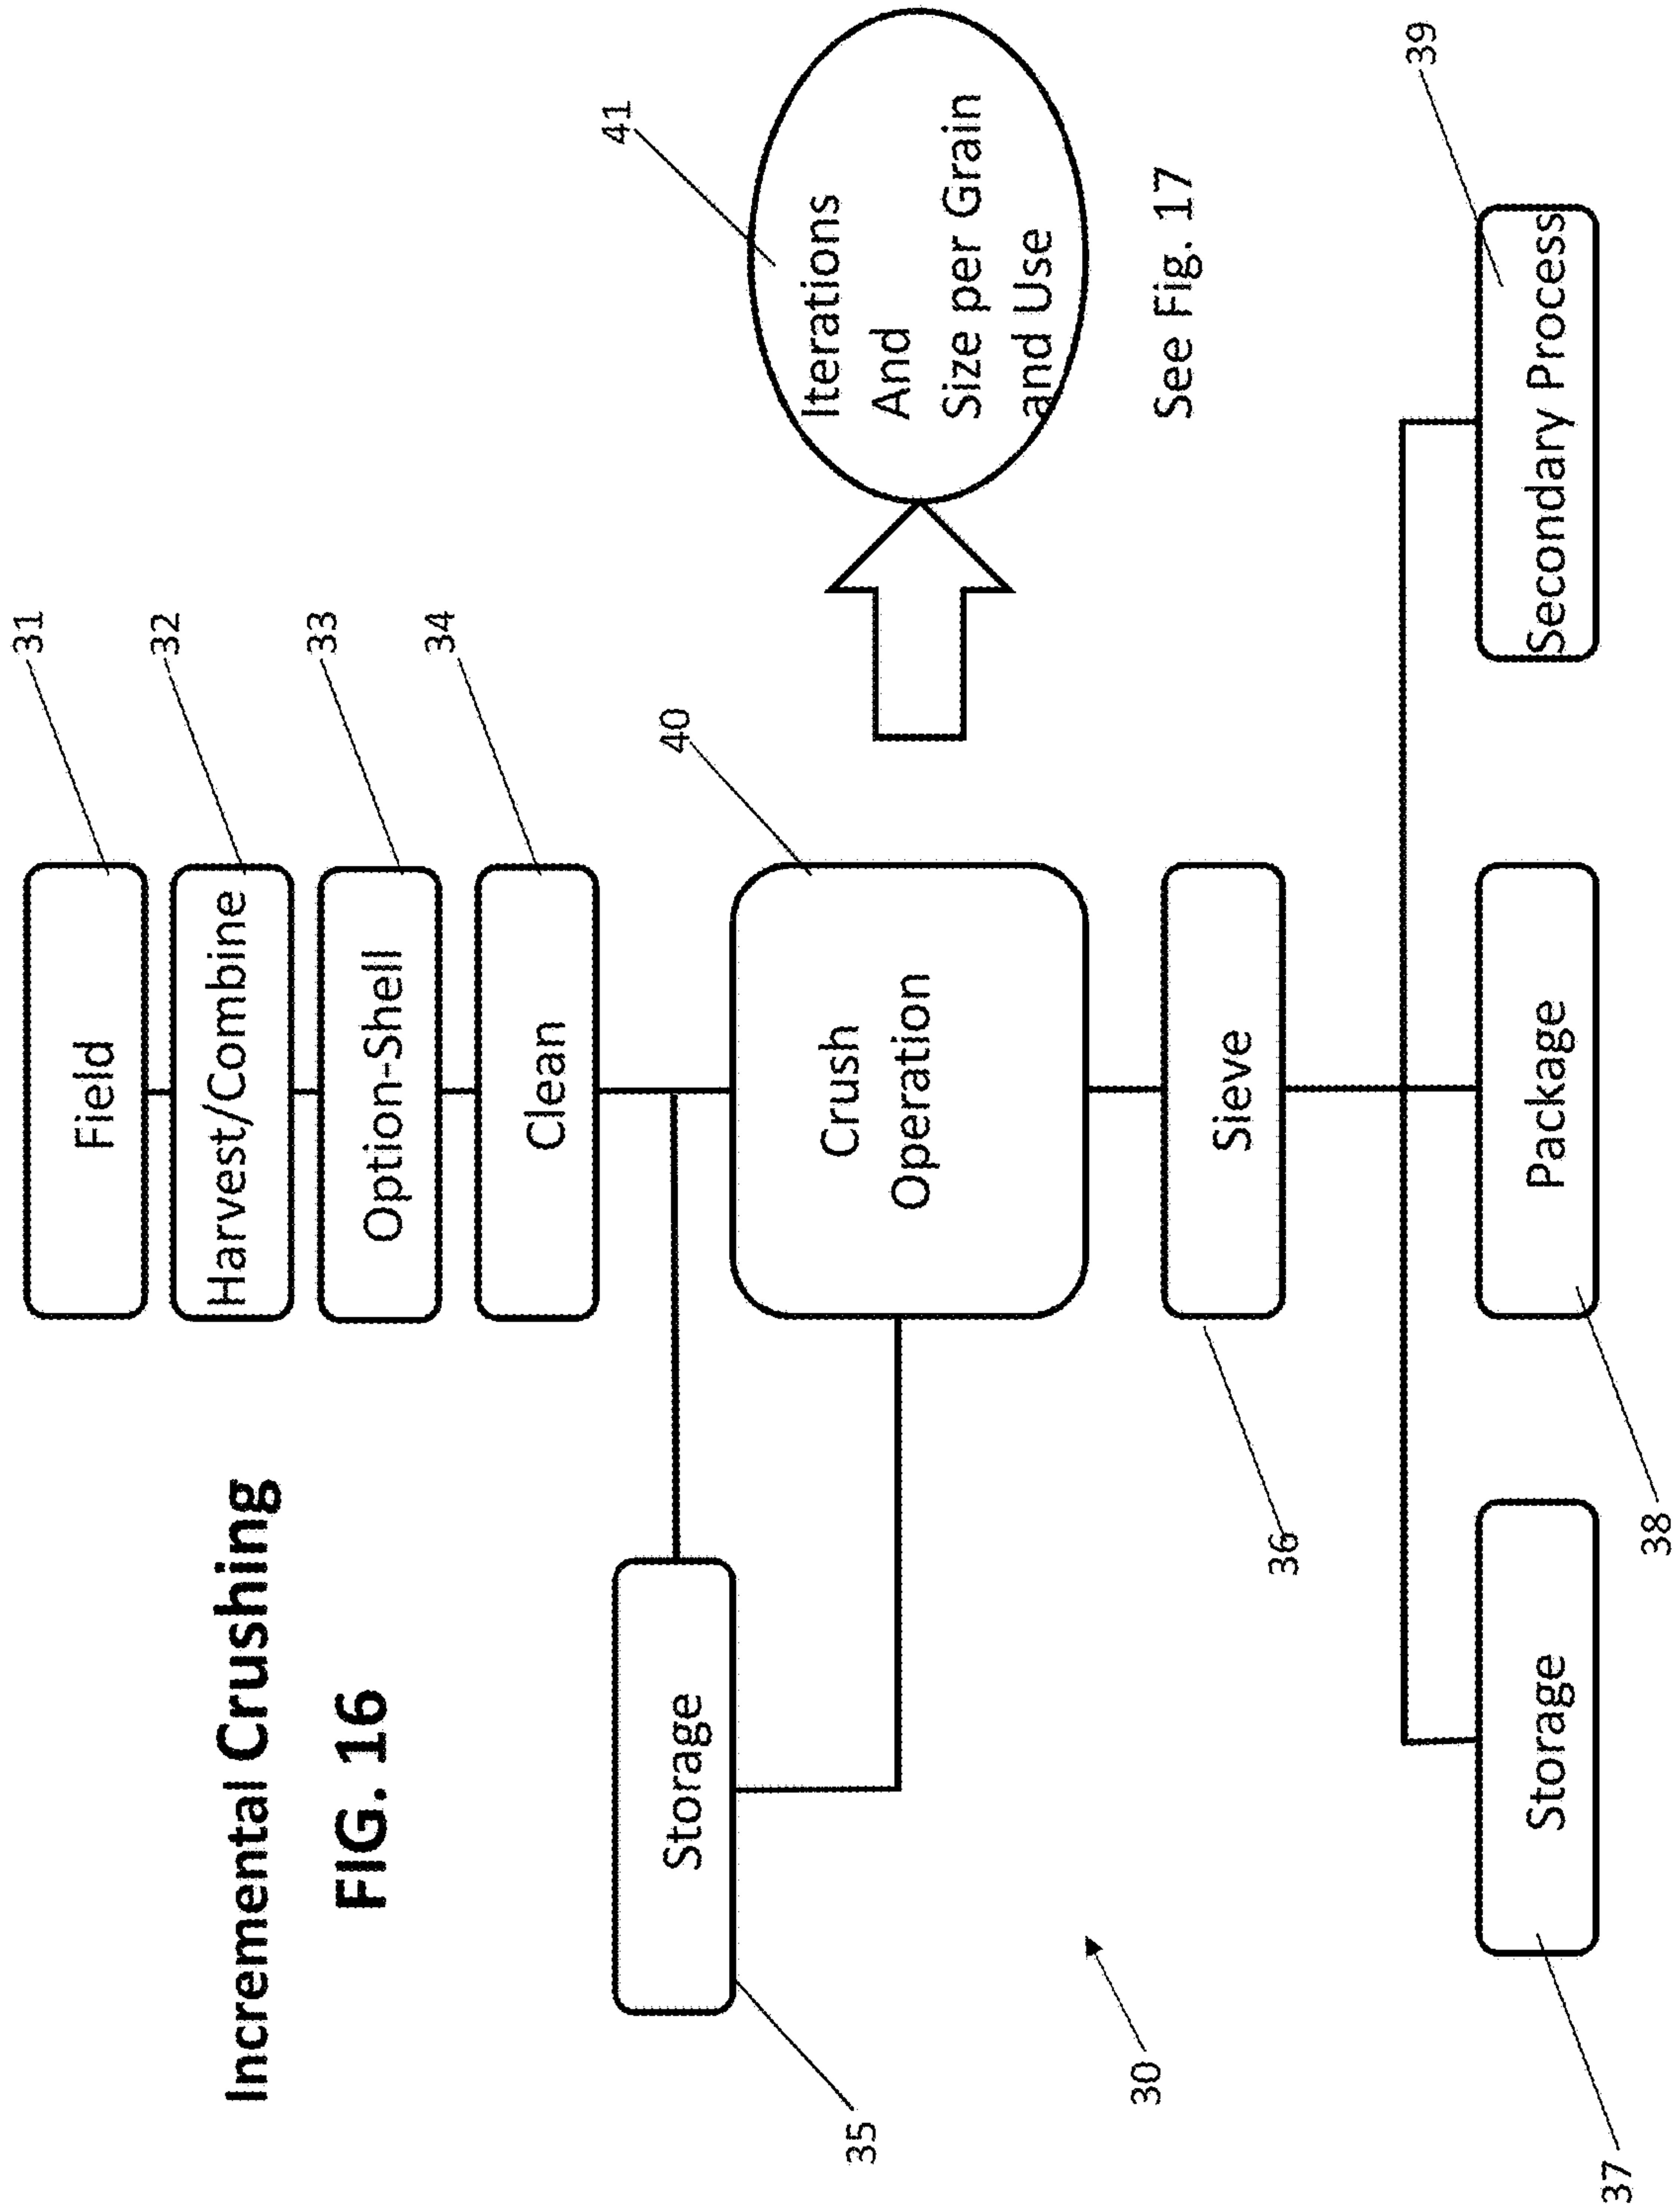 Incremental Crushing
FIG. 16
Field
31
Harvest/Combine
32
Option-Shell
33
Clean
34
Storage
35
Crush
Operation
40
Iterations
And
Size per Grain
and Use
41
See Fig. 17
30
Sieve
36
Storage
37
Package
38
Secondary Process
39